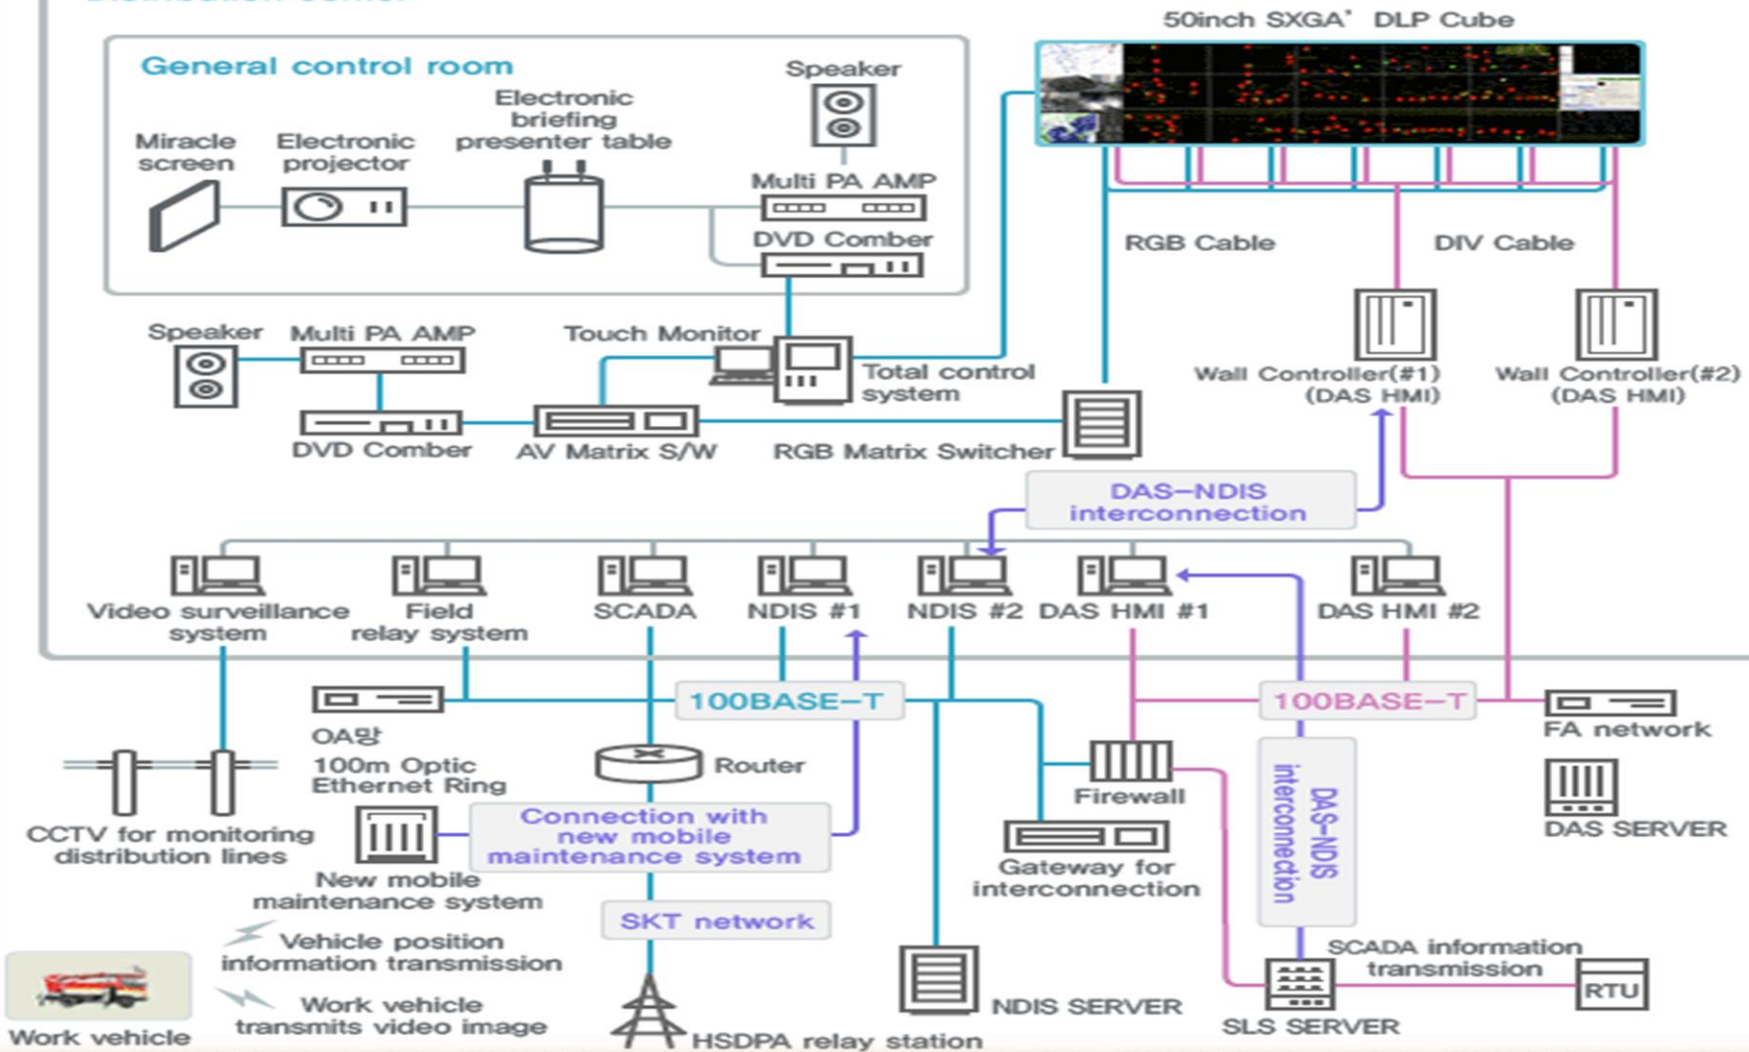 Distribution center
50inch SXGA⁺ DLP Cube
General control room
Speaker
Electronic
briefing
presenter table
Miracle
screen
Electronic
projector
Multi PA AMP
DVD Comber
RGB Cable
DIV Cable
Speaker
Multi PA AMP
Touch Monitor
Total control
system
Wall Controller(#1)
(DAS HMI)
Wall Controller(#2)
(DAS HMI)
DVD Comber
AV Matrix S/W
RGB Matrix Switcher
DAS-NDIS
interconnection
Video surveillance
system
Field
relay system
SCADA
NDIS #1
NDIS #2
DAS HMI #1
DAS HMI #2
100BASE-T
100BASE-T
OA망
100m Optic
Ethernet Ring
Router
Firewall
FA network
DAS-NDIS
interconnection
CCTV for monitoring
distribution lines
Connection with
new mobile
maintenance system
DAS SERVER
Gateway for
interconnection
New mobile
maintenance system
SKT network
Vehicle position
information transmission
SCADA information
transmission
RTU
Work vehicle
transmits video image
Work vehicle
NDIS SERVER
SLS SERVER
HSDPA relay station